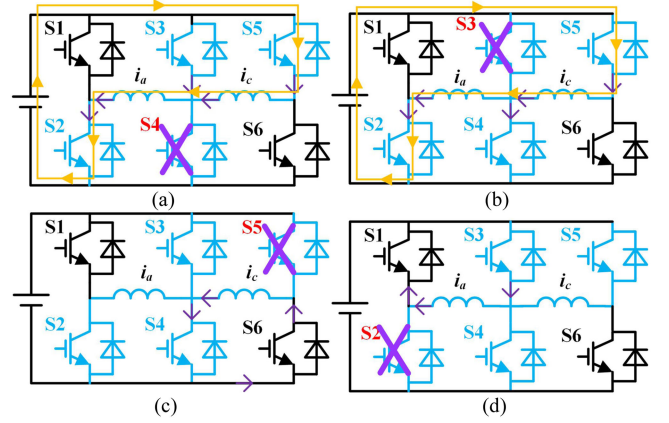 S1 S3 S5
i_a i_c
S2 S4 S6
(a)
S1 S3 S5
i_a i_c
S2 S4 S6
(b)
S1 S3 S5
i_a i_c
S2 S4 S6
(c)
S1 S3 S5
i_a i_c
S2 S4 S6
(d)